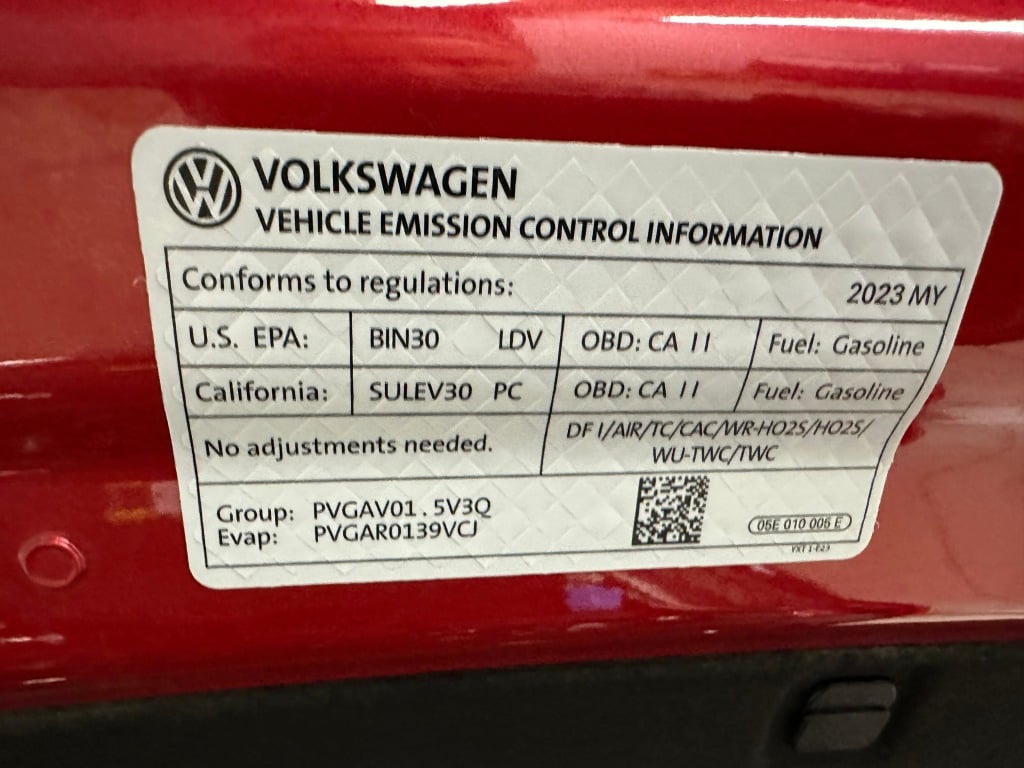 VOLKSWAGEN
VEHICLE EMISSION CONTROL INFORMATION
Conforms to regulations: 2023 MY
U.S. EPA: BIN30 LDV OBD: CA II Fuel: Gasoline
California: SULEV30 PC OBD: CA II Fuel: Gasoline
No adjustments needed. DFI/AIR/TC/CAC/WR-HO2S/HO2S/
WU-TWC/TWC
Group: PVGAV01.5V3Q
Evap: PVGAR0139VCJ
05E 010 005 E